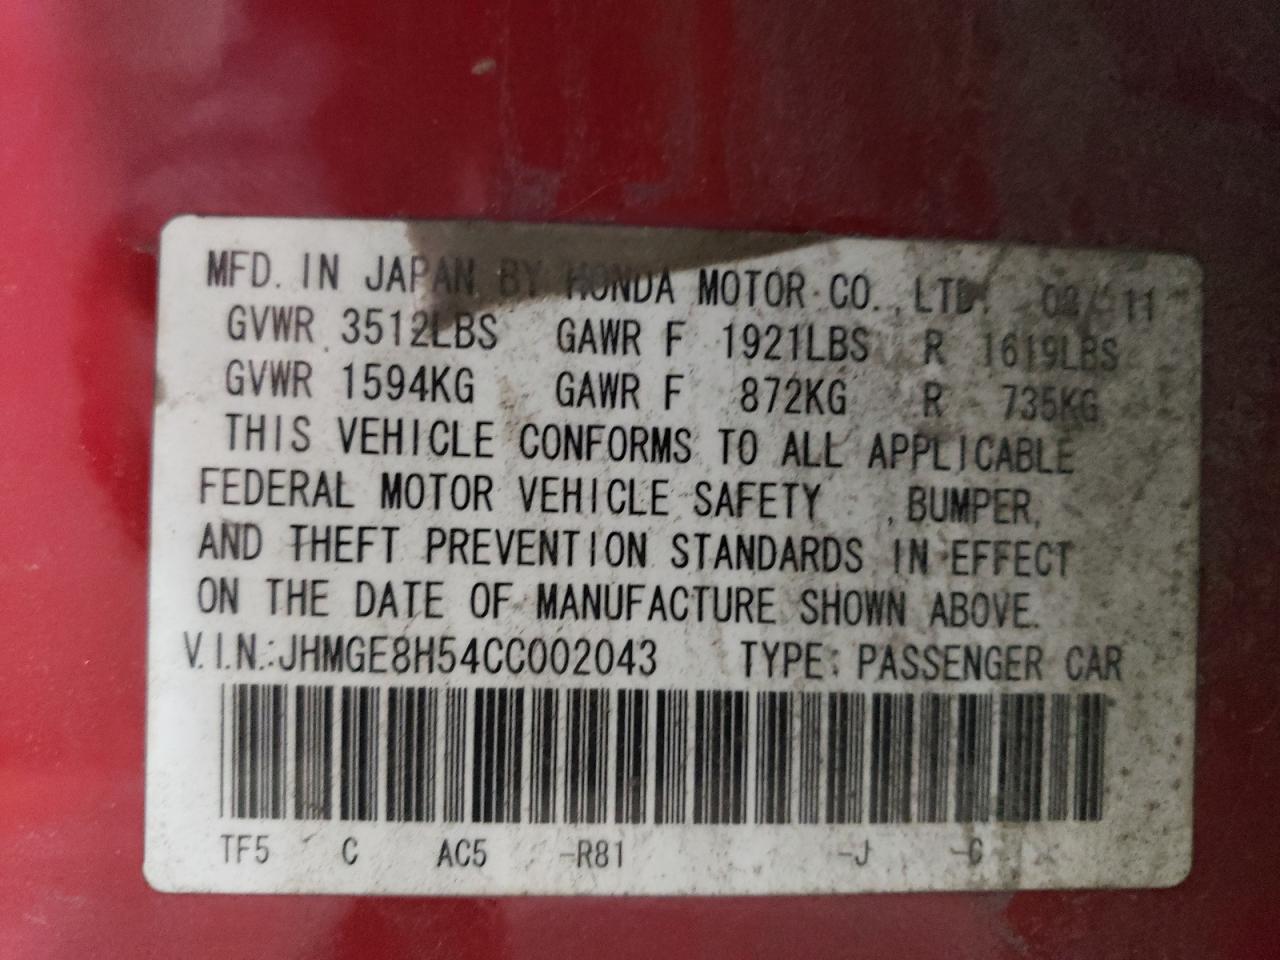 MFD. IN JAPAN BY HONDA MOTOR CO., LTD.
GVWR 3512LBS GAWR F 1921LBS R 1619LBS
GVWR 1594KG GAWR F 872KG R 735KG
THIS VEHICLE CONFORMS TO ALL APPLICABLE
FEDERAL MOTOR VEHICLE SAFETY , BUMPER,
AND THEFT PREVENTION STANDARDS IN EFFECT
ON THE DATE OF MANUFACTURE SHOWN ABOVE.
V.I.N.:JHMGE8H54CC002043 TYPE: PASSENGER CAR
TF5 C AC5 -R81 -J -C